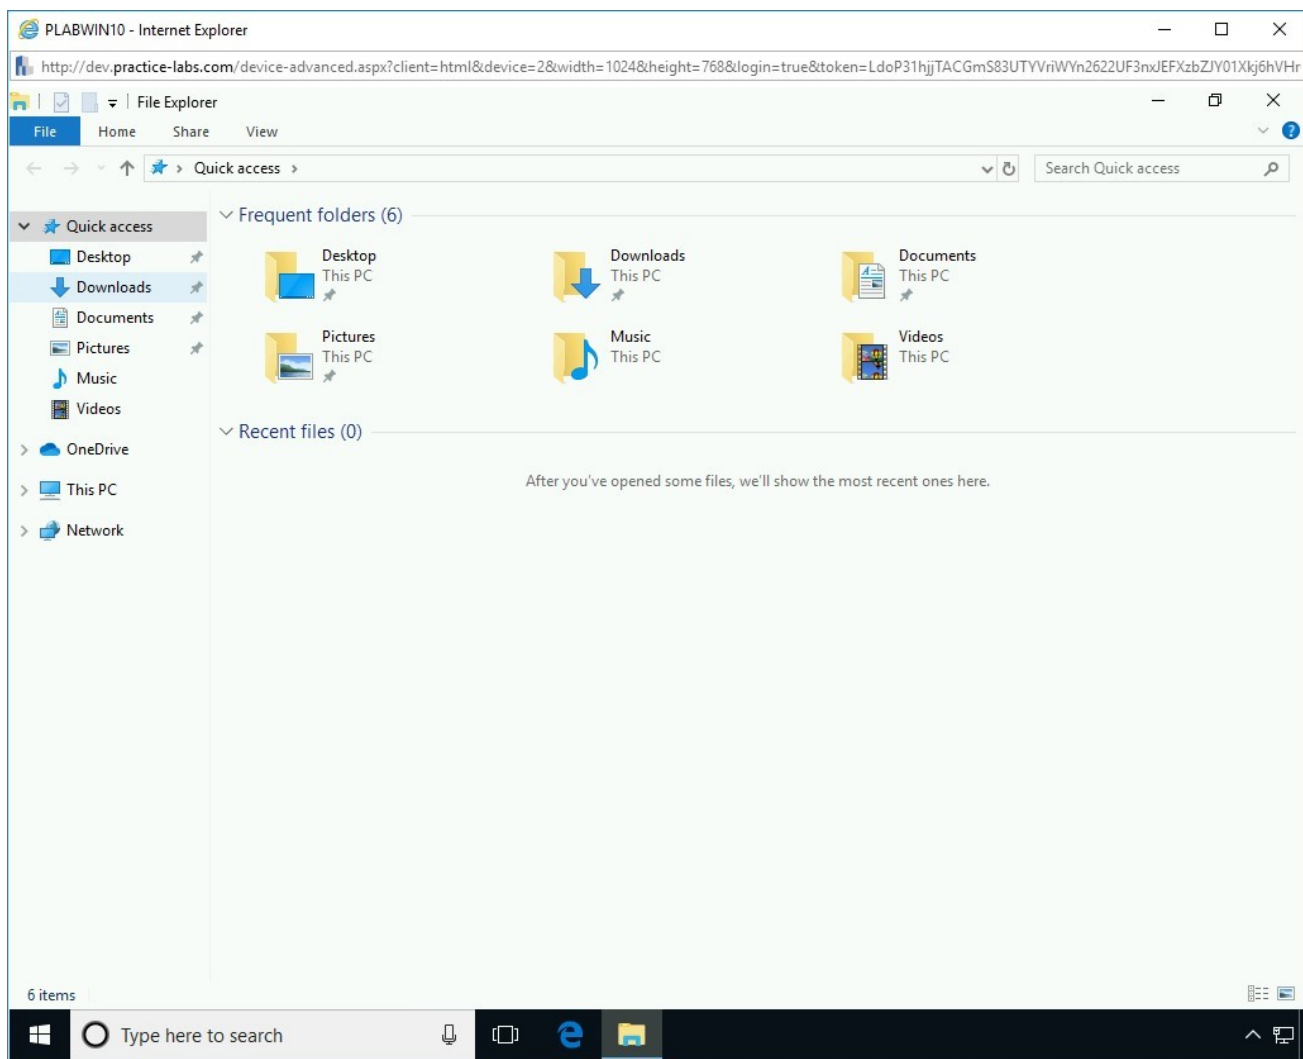 PLABWIN10 - Internet Explorer
http://dev.practice-labs.com/device-advanced.aspx?client=html&device=2&width=1024&height=768&login=true&token=LdoP31hjjTACGmS83UTYVriWYn2622UF3nxJEFXzbZJY01Xkj6hVHr
File Explorer
File Home Share View
Quick access
Search Quick access
Quick access
Desktop
Downloads
Documents
Pictures
Music
Videos
OneDrive
This PC
Network
Frequent folders (6)
Desktop
This PC
Downloads
This PC
Documents
This PC
Pictures
This PC
Music
This PC
Videos
This PC
Recent files (0)
After you've opened some files, we'll show the most recent ones here.
6 items
Type here to search